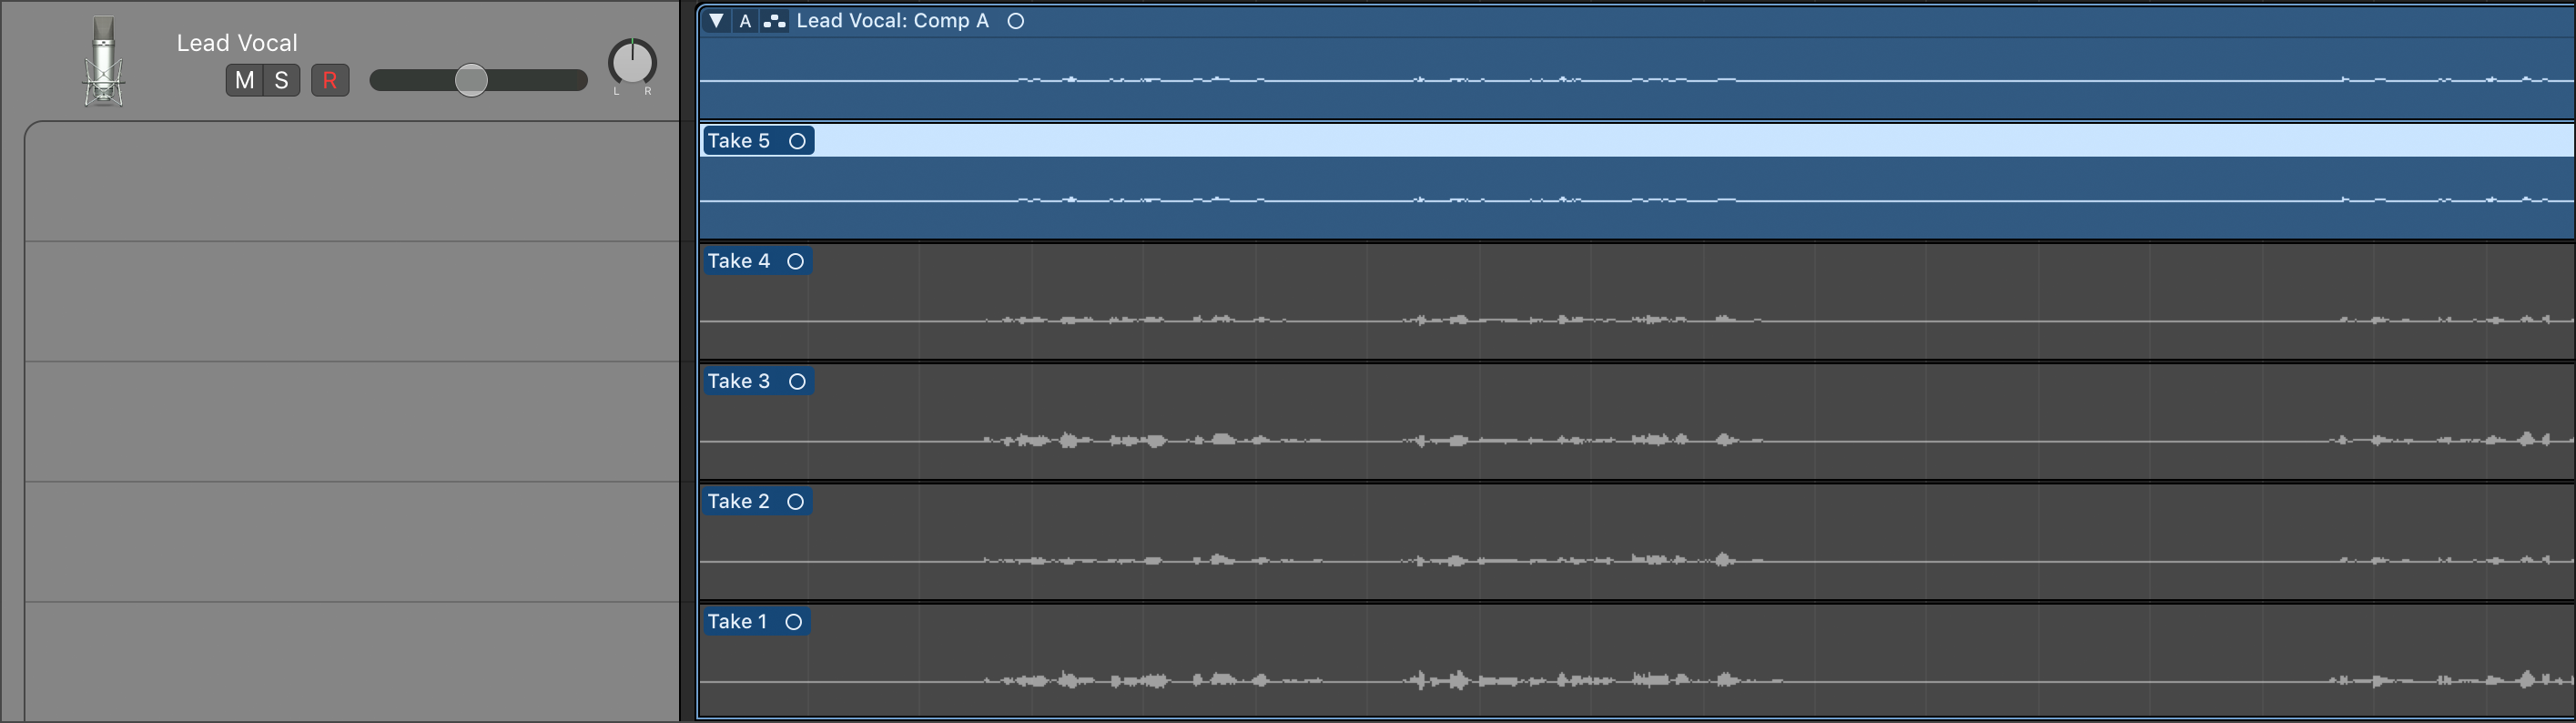 Lead Vocal
M S R
L R
A Lead Vocal: Comp A
Take 5
Take 4
Take 3
Take 2
Take 1